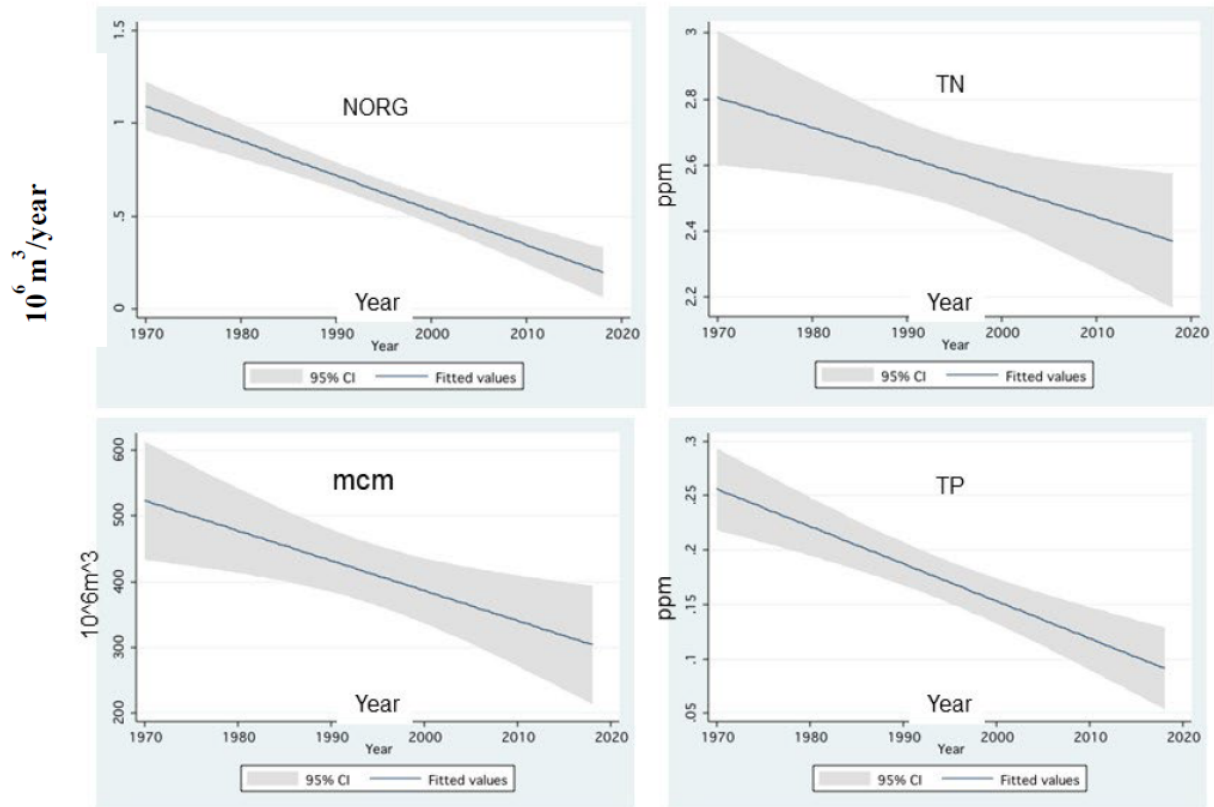 10^6 m^3/year
1.5
1
.5
0
NORG
Year
1970 1980 1990 2000 2010 2020
Year
95% CI Fitted values
ppm
3
2.8
2.6
2.4
2.2
TN
Year
1970 1980 1990 2000 2010 2020
Year
95% CI Fitted values
10^6m^3
600
500
400
300
200
mcm
Year
1970 1980 1990 2000 2010 2020
Year
95% CI Fitted values
ppm
.3
.25
.2
.15
.1
.05
TP
Year
1970 1980 1990 2000 2010 2020
Year
95% CI Fitted values